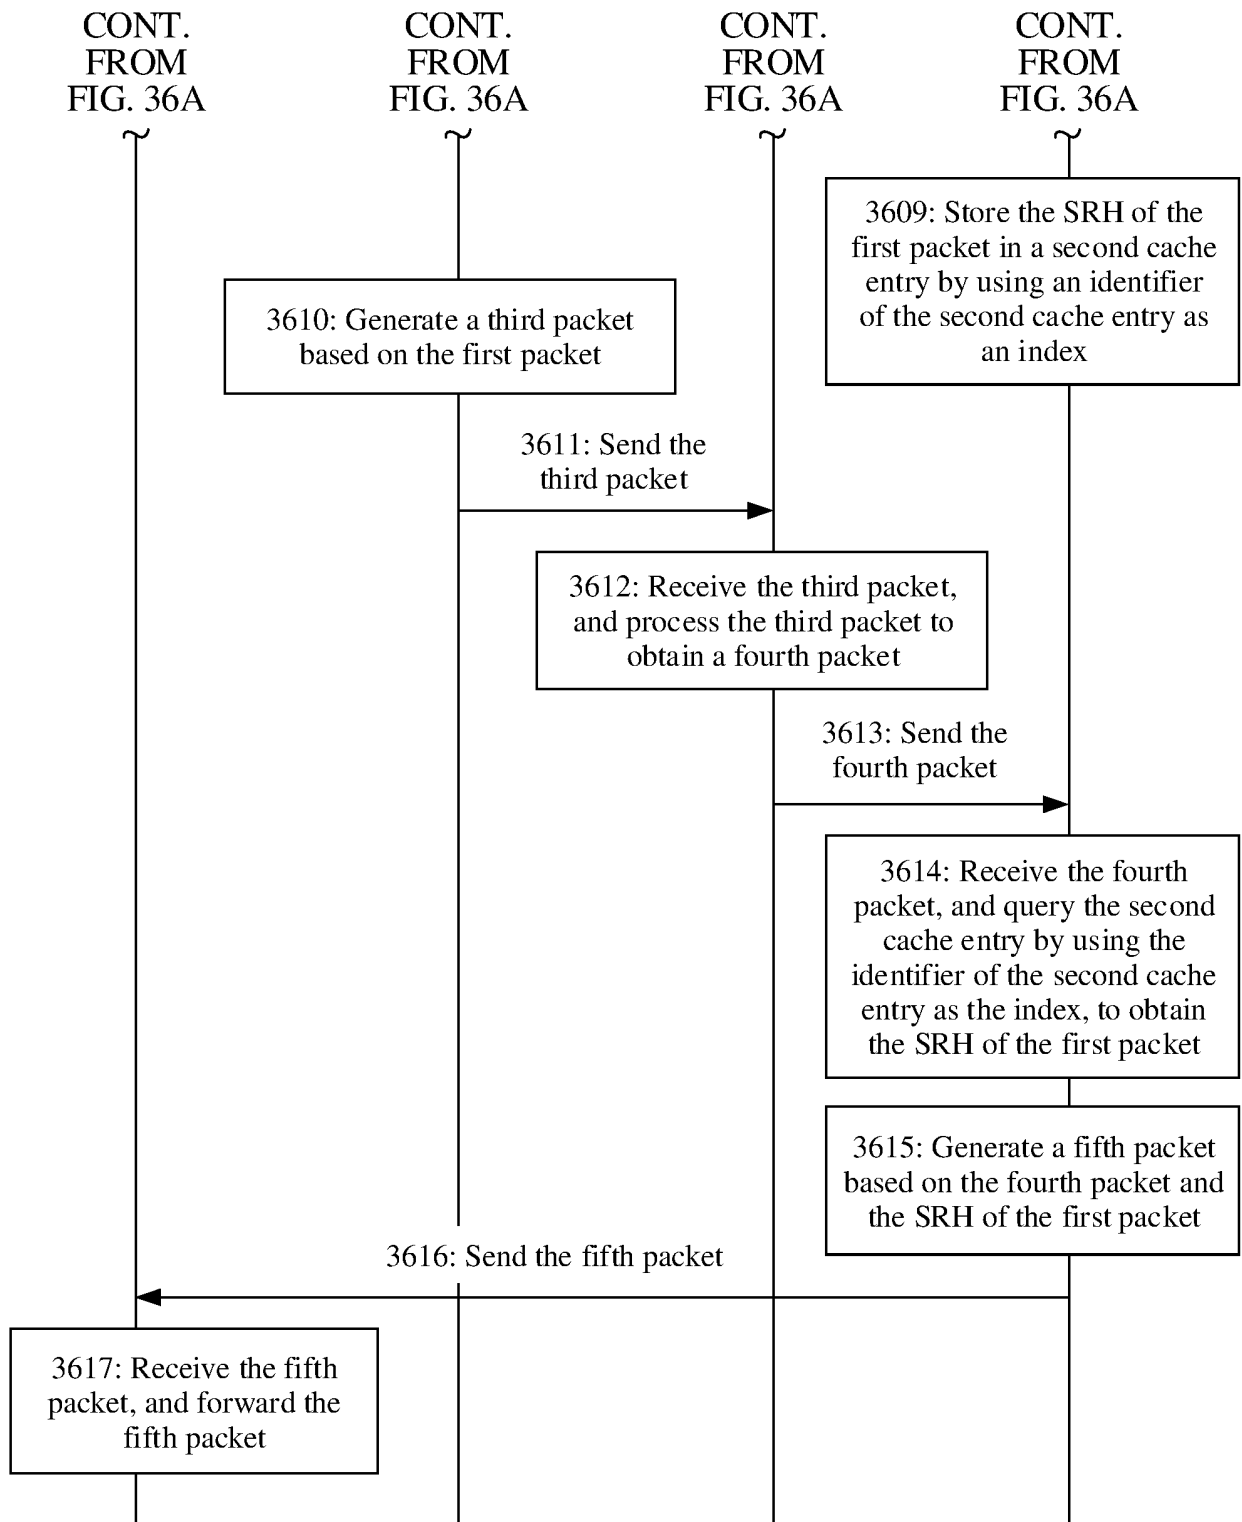 CONT.
FROM
FIG. 36A
CONT.
FROM
FIG. 36A
CONT.
FROM
FIG. 36A
CONT.
FROM
FIG. 36A
3609: Store the SRH of the
first packet in a second cache
entry by using an identifier
of the second cache entry as
an index
3610: Generate a third packet
based on the first packet
3611: Send the
third packet
3612: Receive the third packet,
and process the third packet to
obtain a fourth packet
3613: Send the
fourth packet
3614: Receive the fourth
packet, and query the second
cache entry by using the
identifier of the second cache
entry as the index, to obtain
the SRH of the first packet
3615: Generate a fifth packet
based on the fourth packet and
the SRH of the first packet
3616: Send the fifth packet
3617: Receive the fifth
packet, and forward the
fifth packet